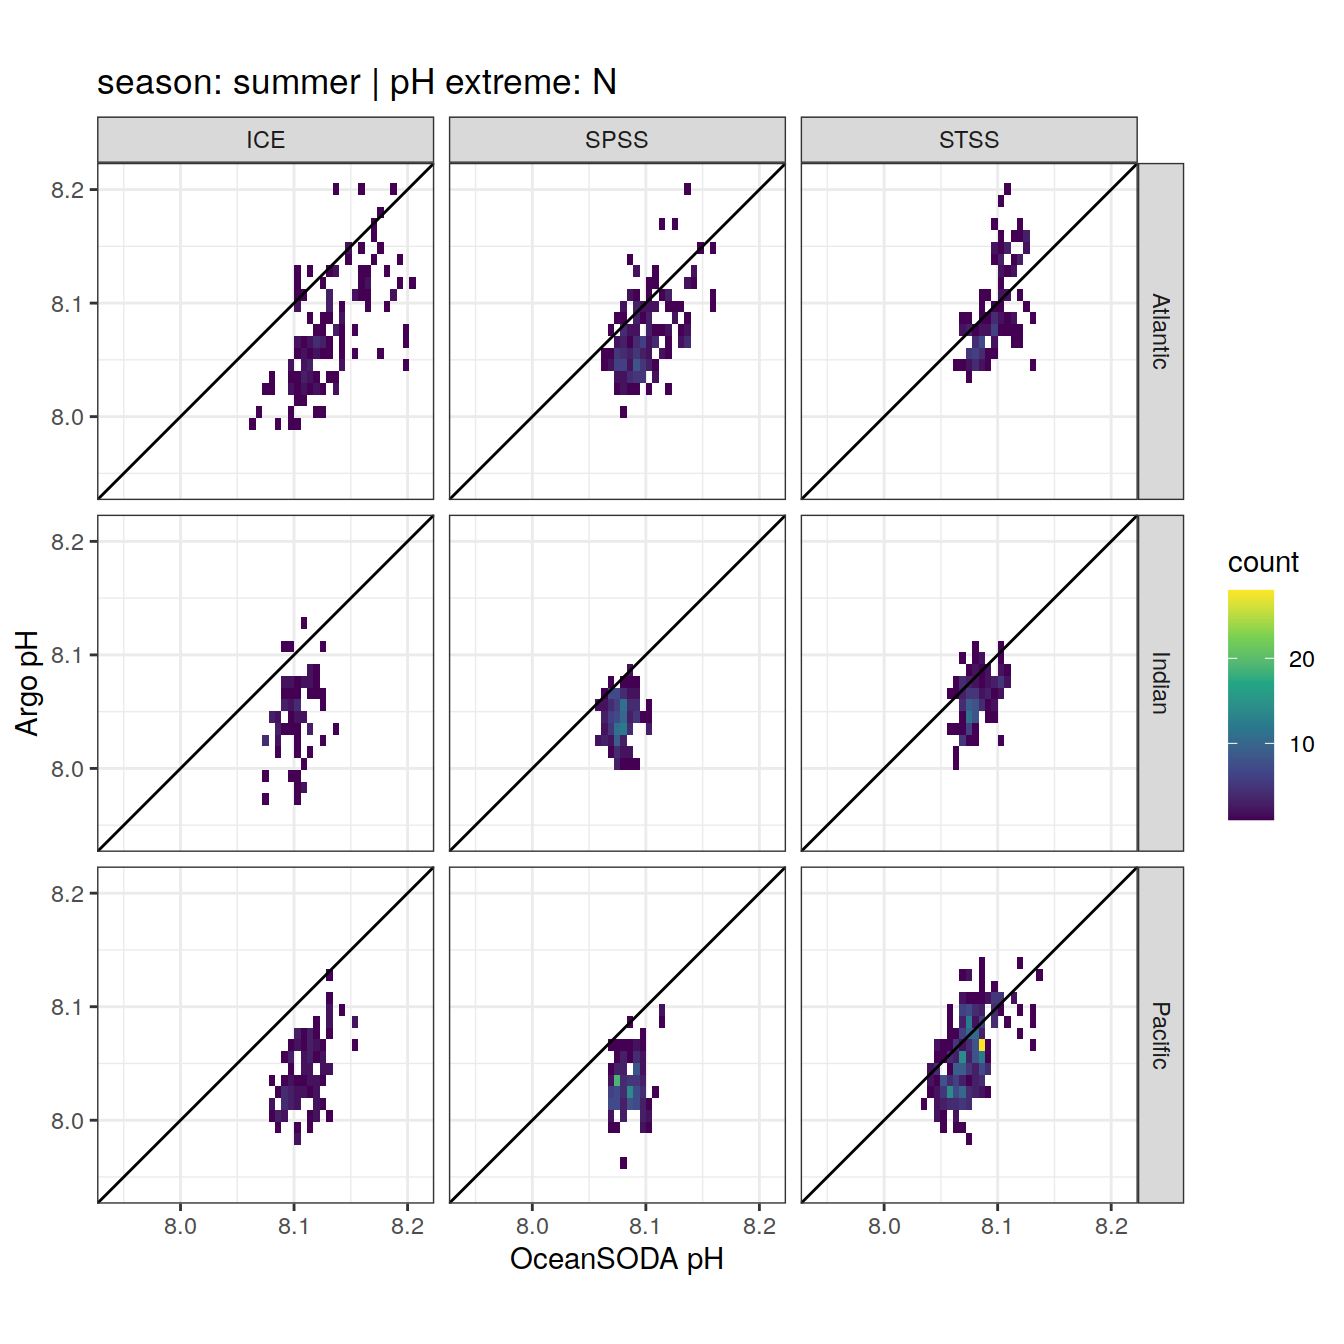 season: summer | pH extreme: N
ICE
SPSS
STSS
8.2
8.1
8.0
Atlantic
8.2
8.1
8.0
Indian
8.2
8.1
8.0
Pacific
8.0 8.1 8.2
8.0 8.1 8.2
8.0 8.1 8.2
OceanSODA pH
Argo pH
count
20
10